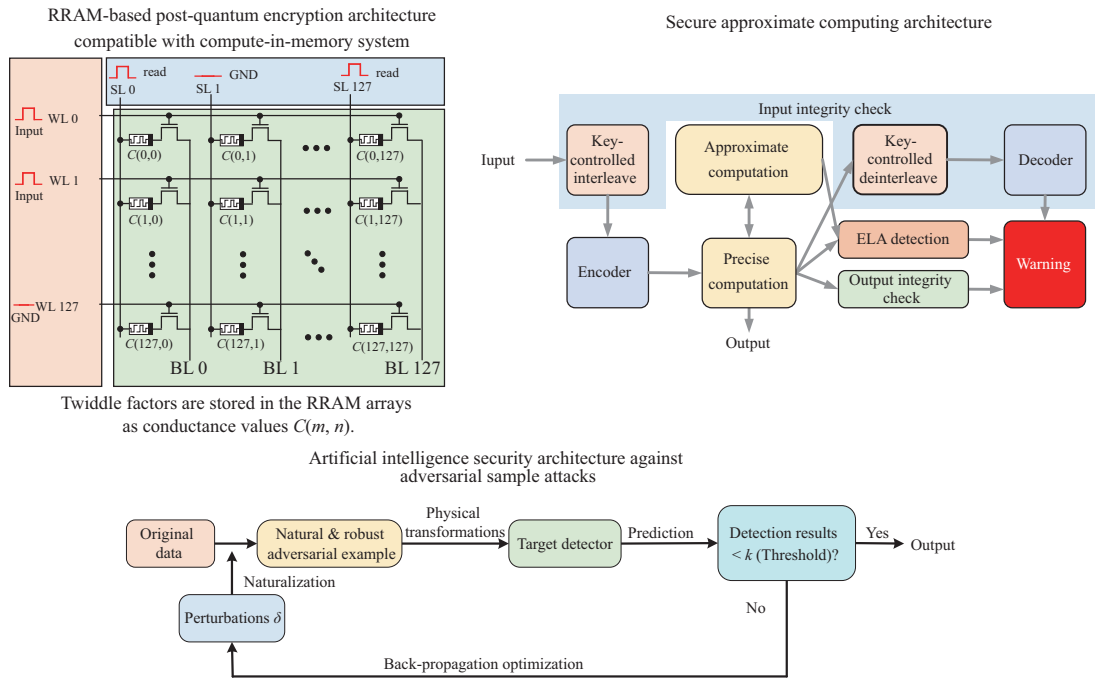 RRAM-based post-quantum encryption architecture
compatible with compute-in-memory system
read
GND
read
SL 0
SL 1
SL 127
WL 0
Input
C(0,0)
C(0,1)
C(0,127)
WL 1
Input
C(1,0)
C(1,1)
C(1,127)
WL 127
GND
C(127,0)
C(127,1)
C(127,127)
BL 0
BL 1
BL 127
Twiddle factors are stored in the RRAM arrays
as conductance values C(m, n).
Secure approximate computing architecture
Input integrity check
Iuput
Key-
controlled
interleave
Approximate
computation
Key-
controlled
deinterleave
Decoder
Encoder
Precise
computation
ELA detection
Output integrity
check
Warning
Output
Artificial intelligence security architecture against
adversarial sample attacks
Original
data
Natural & robust
adversarial example
Physical
transformations
Target detector
Prediction
Detection results
< k (Threshold)?
Yes
Output
Naturalization
Perturbations δ
No
Back-propagation optimization